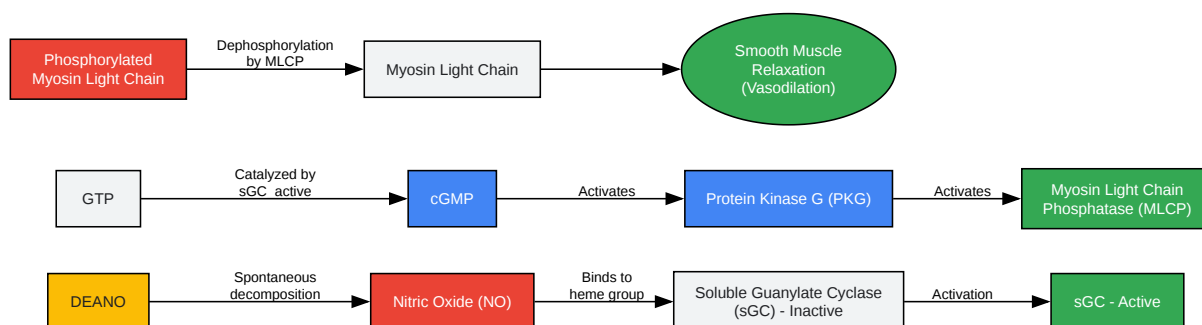 Phosphorylated
Myosin Light Chain
Dephosphorylation
by MLCP
Myosin Light Chain
Smooth Muscle
Relaxation
(Vasodilation)
GTP
Catalyzed by
sGC_active
cGMP
Activates
Protein Kinase G (PKG)
Activates
Myosin Light Chain
Phosphatase (MLCP)
DEANO
Spontaneous
decomposition
Nitric Oxide (NO)
Binds to
heme group
Soluble Guanylate Cyclase
(sGC) - Inactive
Activation
sGC - Active